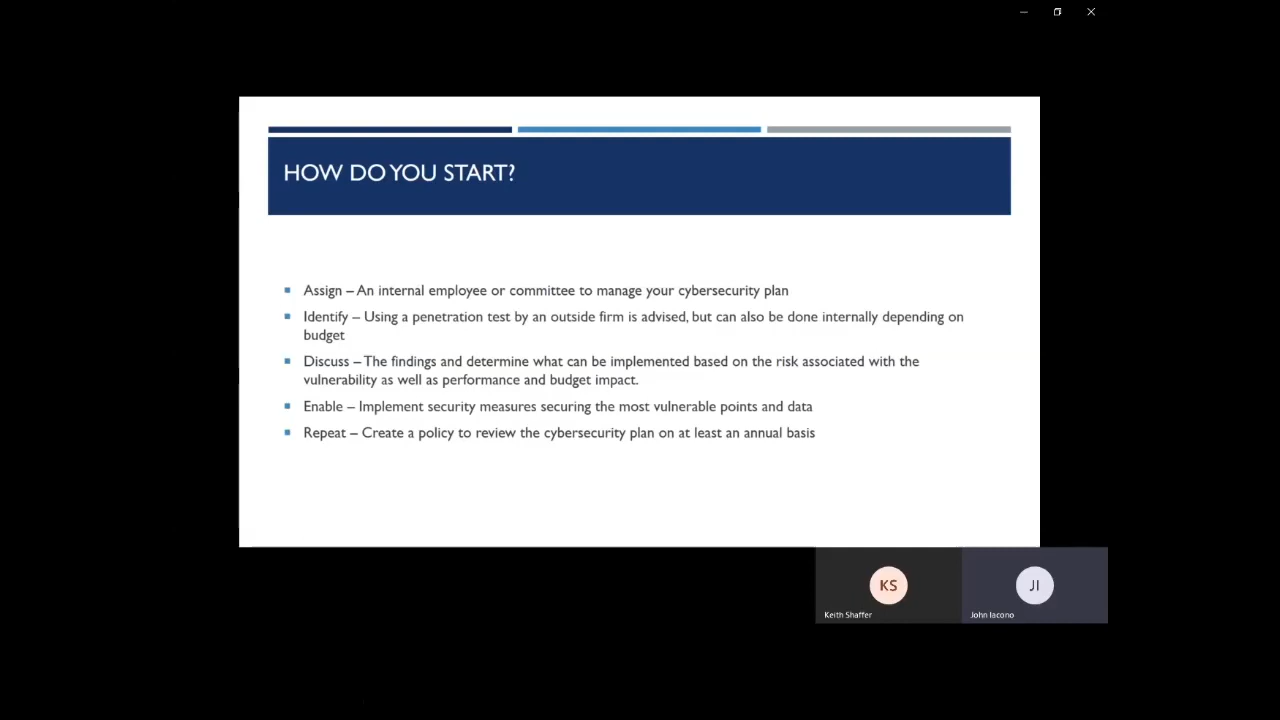 HOW DO YOU START?
Assign – An internal employee or committee to manage your cybersecurity plan
Identify – Using a penetration test by an outside firm is advised, but can also be done internally depending on
budget
Discuss – The findings and determine what can be implemented based on the risk associated with the
vulnerability as well as performance and budget impact.
Enable – Implement security measures securing the most vulnerable points and data
Repeat – Create a policy to review the cybersecurity plan on at least an annual basis
KS
JI
Keith Shaffer
John Iacono